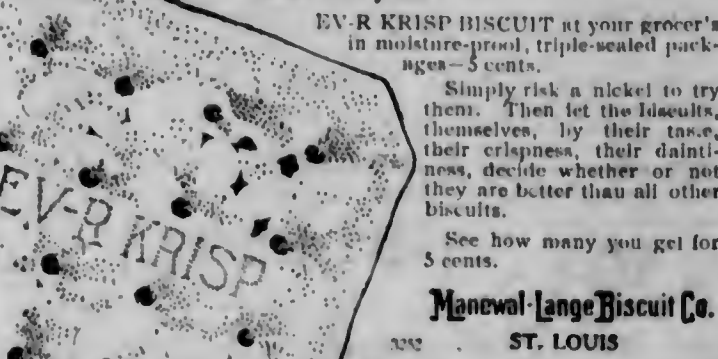 EV-R KRISP BISCUIT at your grocer's
in moisture-proof, triple-sealed pack-
ages—5 cents.
Simply risk a nickel to try
them. Then let the biscuits,
themselves, by their taste,
their crispness, their dainti-
ness, decide whether or not
they are better than all other
biscuits.
See how many you get for
5 cents.
EV-R KRISP
Manewal-Lange Biscuit Co.
3252 ST. LOUIS